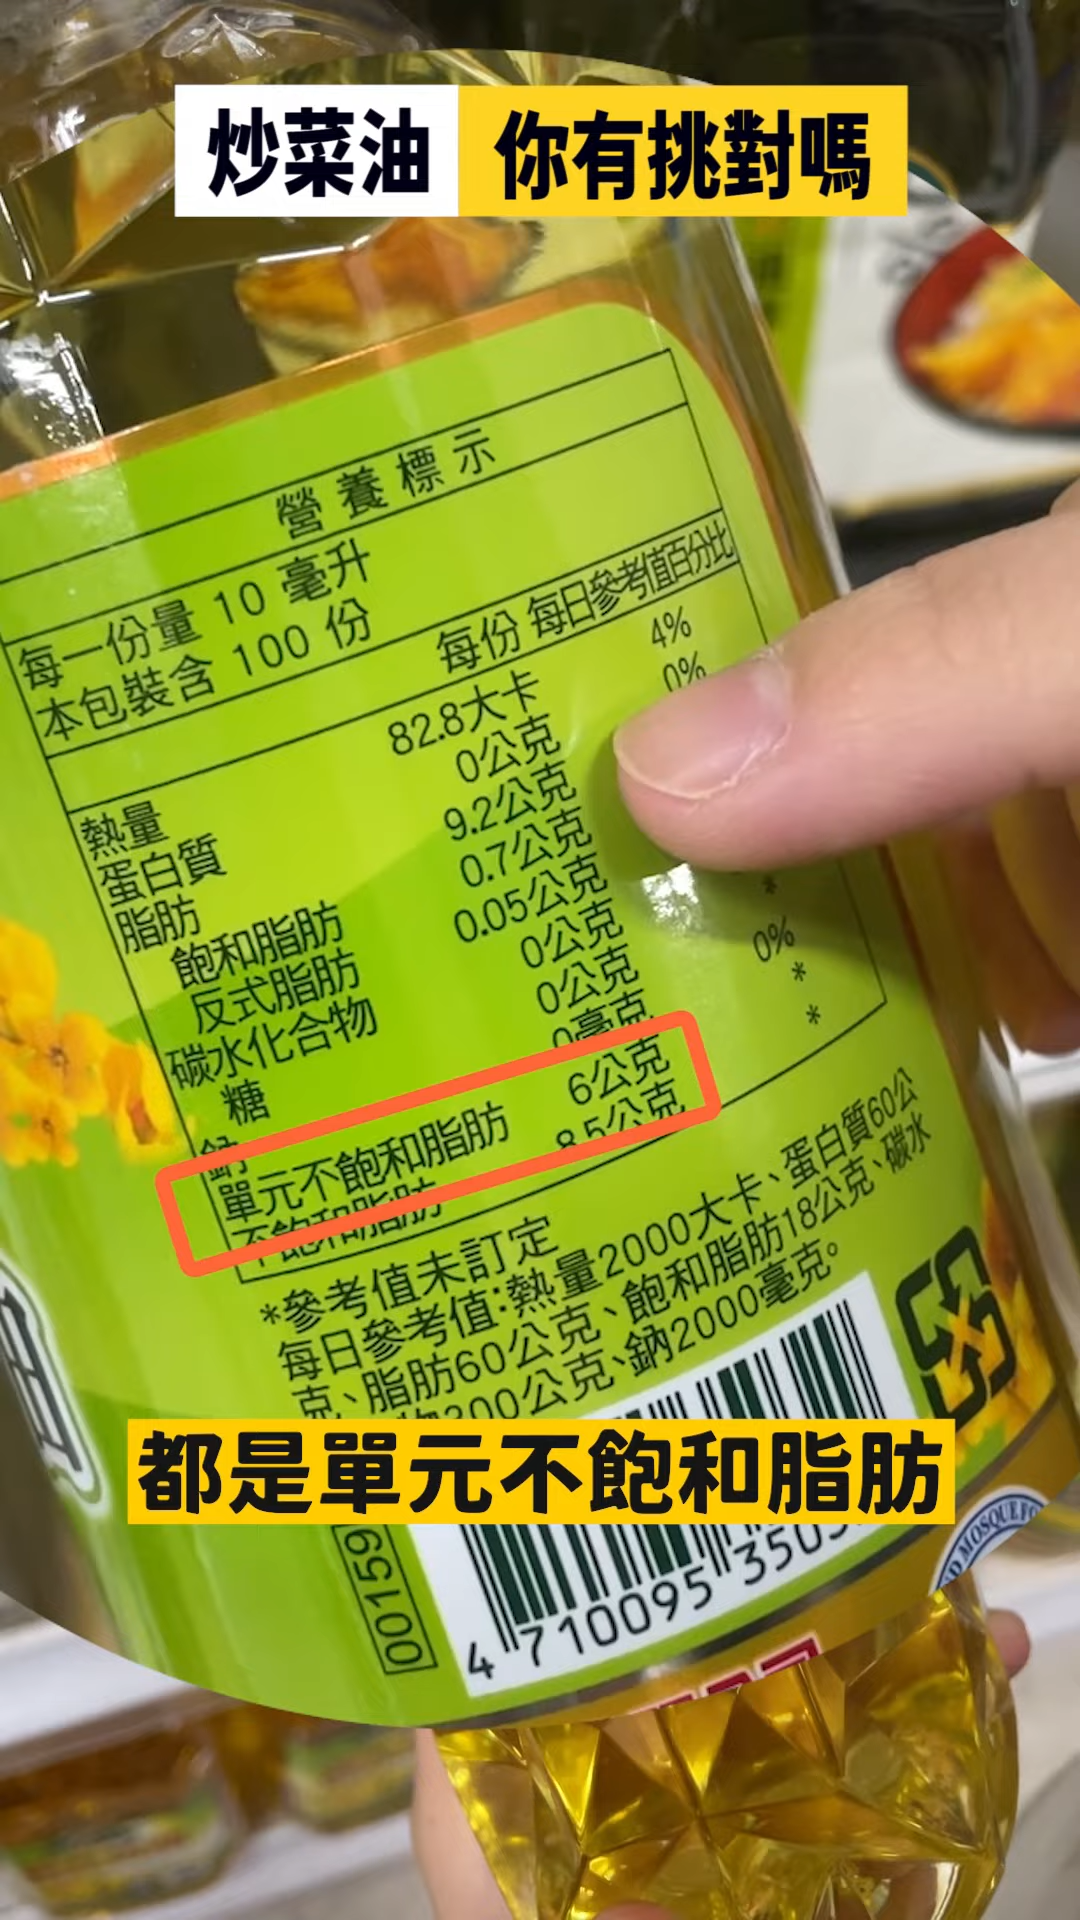 炒菜油 你有挑對嗎
營養標示
每一份量 10 毫升
本包裝含 100 份
每份 每日參考值百分比
熱量 82.8大卡 4%
蛋白質 0公克 0%
脂肪 9.2公克
飽和脂肪 0.7公克
反式脂肪 0.05公克 *
碳水化合物 0公克 0%
糖 0公克 *
鈉 0毫克
單元不飽和脂肪 6公克 *
不飽和脂肪 8.5公克
*參考值未訂定
每日參考值:熱量2000大卡、蛋白質60公
克、脂肪60公克、飽和脂肪18公克、碳水
300公克、鈉2000毫克。
都是單元不飽和脂肪
00159
4 710095 350
MOSQUE